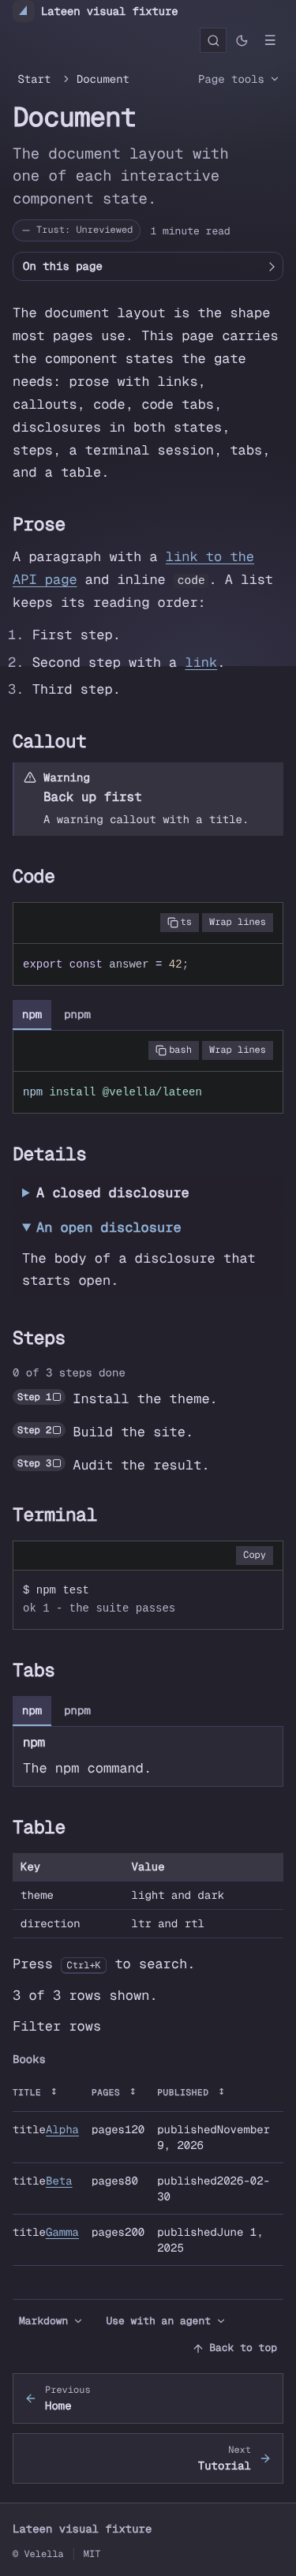 Lateen visual fixture
Start > Document
Page tools
Document
The document layout with
one of each interactive
component state.
— Trust: Unreviewed
1 minute read
On this page
The document layout is the shape
most pages use. This page carries
the component states the gate
needs: prose with links,
callouts, code, code tabs,
disclosures in both states,
steps, a terminal session, tabs,
and a table.
Prose
A paragraph with a link to the
API page and inline code. A list
keeps its reading order:
1. First step.
2. Second step with a link.
3. Third step.
Callout
Warning
Back up first
A warning callout with a title.
Code
ts
Wrap lines
export const answer = 42;
npm pnpm
bash
Wrap lines
npm install @velella/lateen
Details
A closed disclosure
An open disclosure
The body of a disclosure that
starts open.
Steps
0 of 3 steps done
Step 1 Install the theme.
Step 2 Build the site.
Step 3 Audit the result.
Terminal
Copy
$ npm test
ok 1 - the suite passes
Tabs
npm pnpm
npm
The npm command.
Table
Key Value
theme light and dark
direction ltr and rtl
Press Ctrl+K to search.
3 of 3 rows shown.
Filter rows
Books
TITLE ↕ PAGES ↕ PUBLISHED ↕
titleAlpha pages120 publishedNovember
9, 2026
titleBeta pages80 published2026-02-
30
titleGamma pages200 publishedJune 1,
2025
Markdown
Use with an agent
↑ Back to top
← Previous
Home
Next
Tutorial →
Lateen visual fixture
© Velella MIT